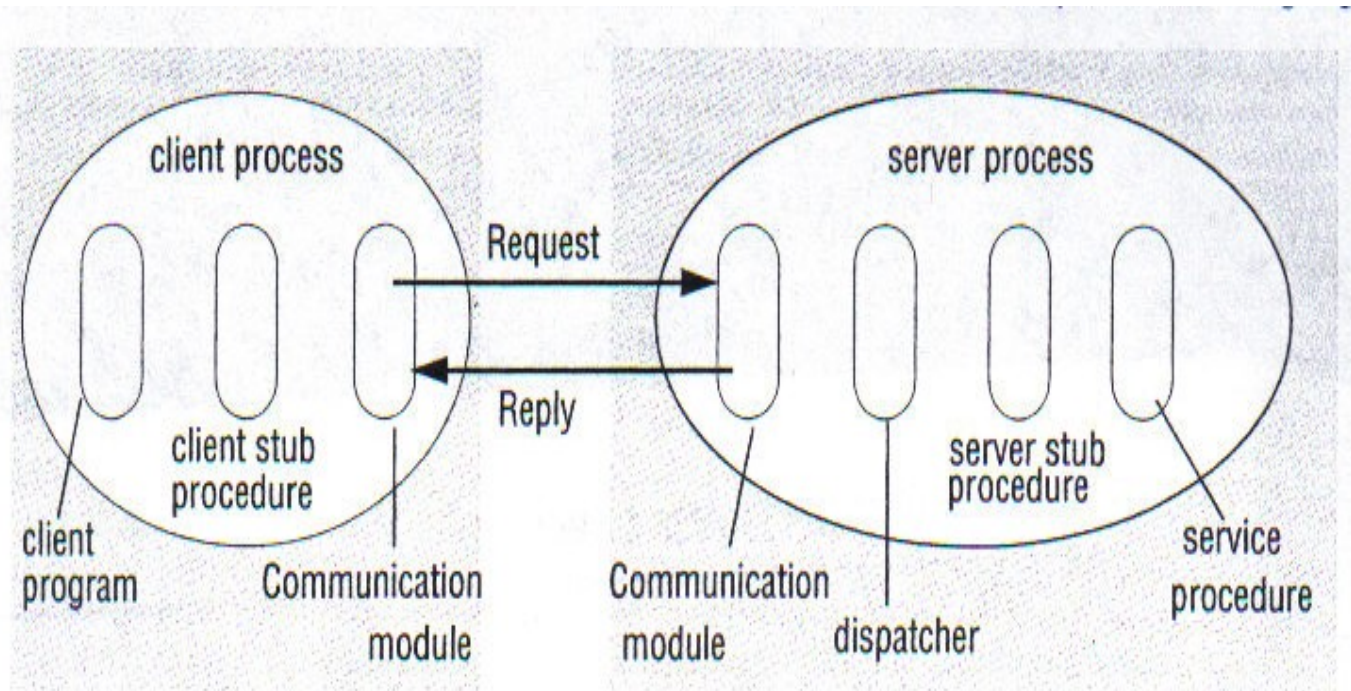 client process
server process
Request
Reply
client stub
procedure
server stub
procedure
client
program
Communication
module
Communication
module
dispatcher
service
procedure